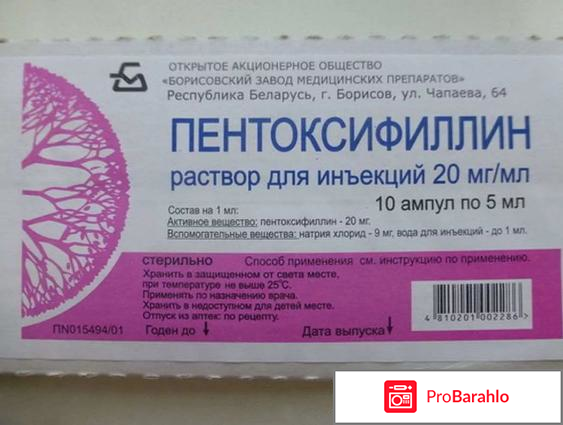 ОТКРЫТОЕ АКЦИОНЕРНОЕ ОБЩЕСТВО
«БОРИСОВСКИЙ ЗАВОД МЕДИЦИНСКИХ ПРЕПАРАТОВ»
Республика Беларусь, г. Борисов, ул. Чапаева, 64
ПЕНТОКСИФИЛЛИН
раствор для инъекций 20 мг/мл
10 ампул по 5 мл
Состав на 1 мл:
Активное вещество: пентоксифиллин - 20 мг.
Вспомогательные вещества: натрия хлорид - 9 мг, вода для инъекций - до 1 мл.
стерильно Способ применения см. инструкцию по применению.
Хранить в защищенном от света месте,
при температуре не выше 25°С.
Применять по назначению врача.
Хранить в недоступном для детей месте.
Отпуск из аптек: по рецепту.
ПN015494/01 Годен до Дата выпуска
4 810201 002286 >
ProBarahlo